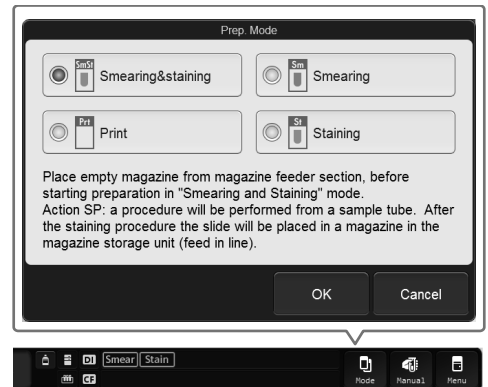 Prep. Mode
SmSt Smearing&staining
Sm Smearing
Prt Print
St Staining
Place empty magazine from magazine feeder section, before
starting preparation in "Smearing and Staining" mode.
Action SP: a procedure will be performed from a sample tube. After
the staining procedure the slide will be placed in a magazine in the
magazine storage unit (feed in line).
OK Cancel
DI Smear Stain
CF
Mode Manual Menu